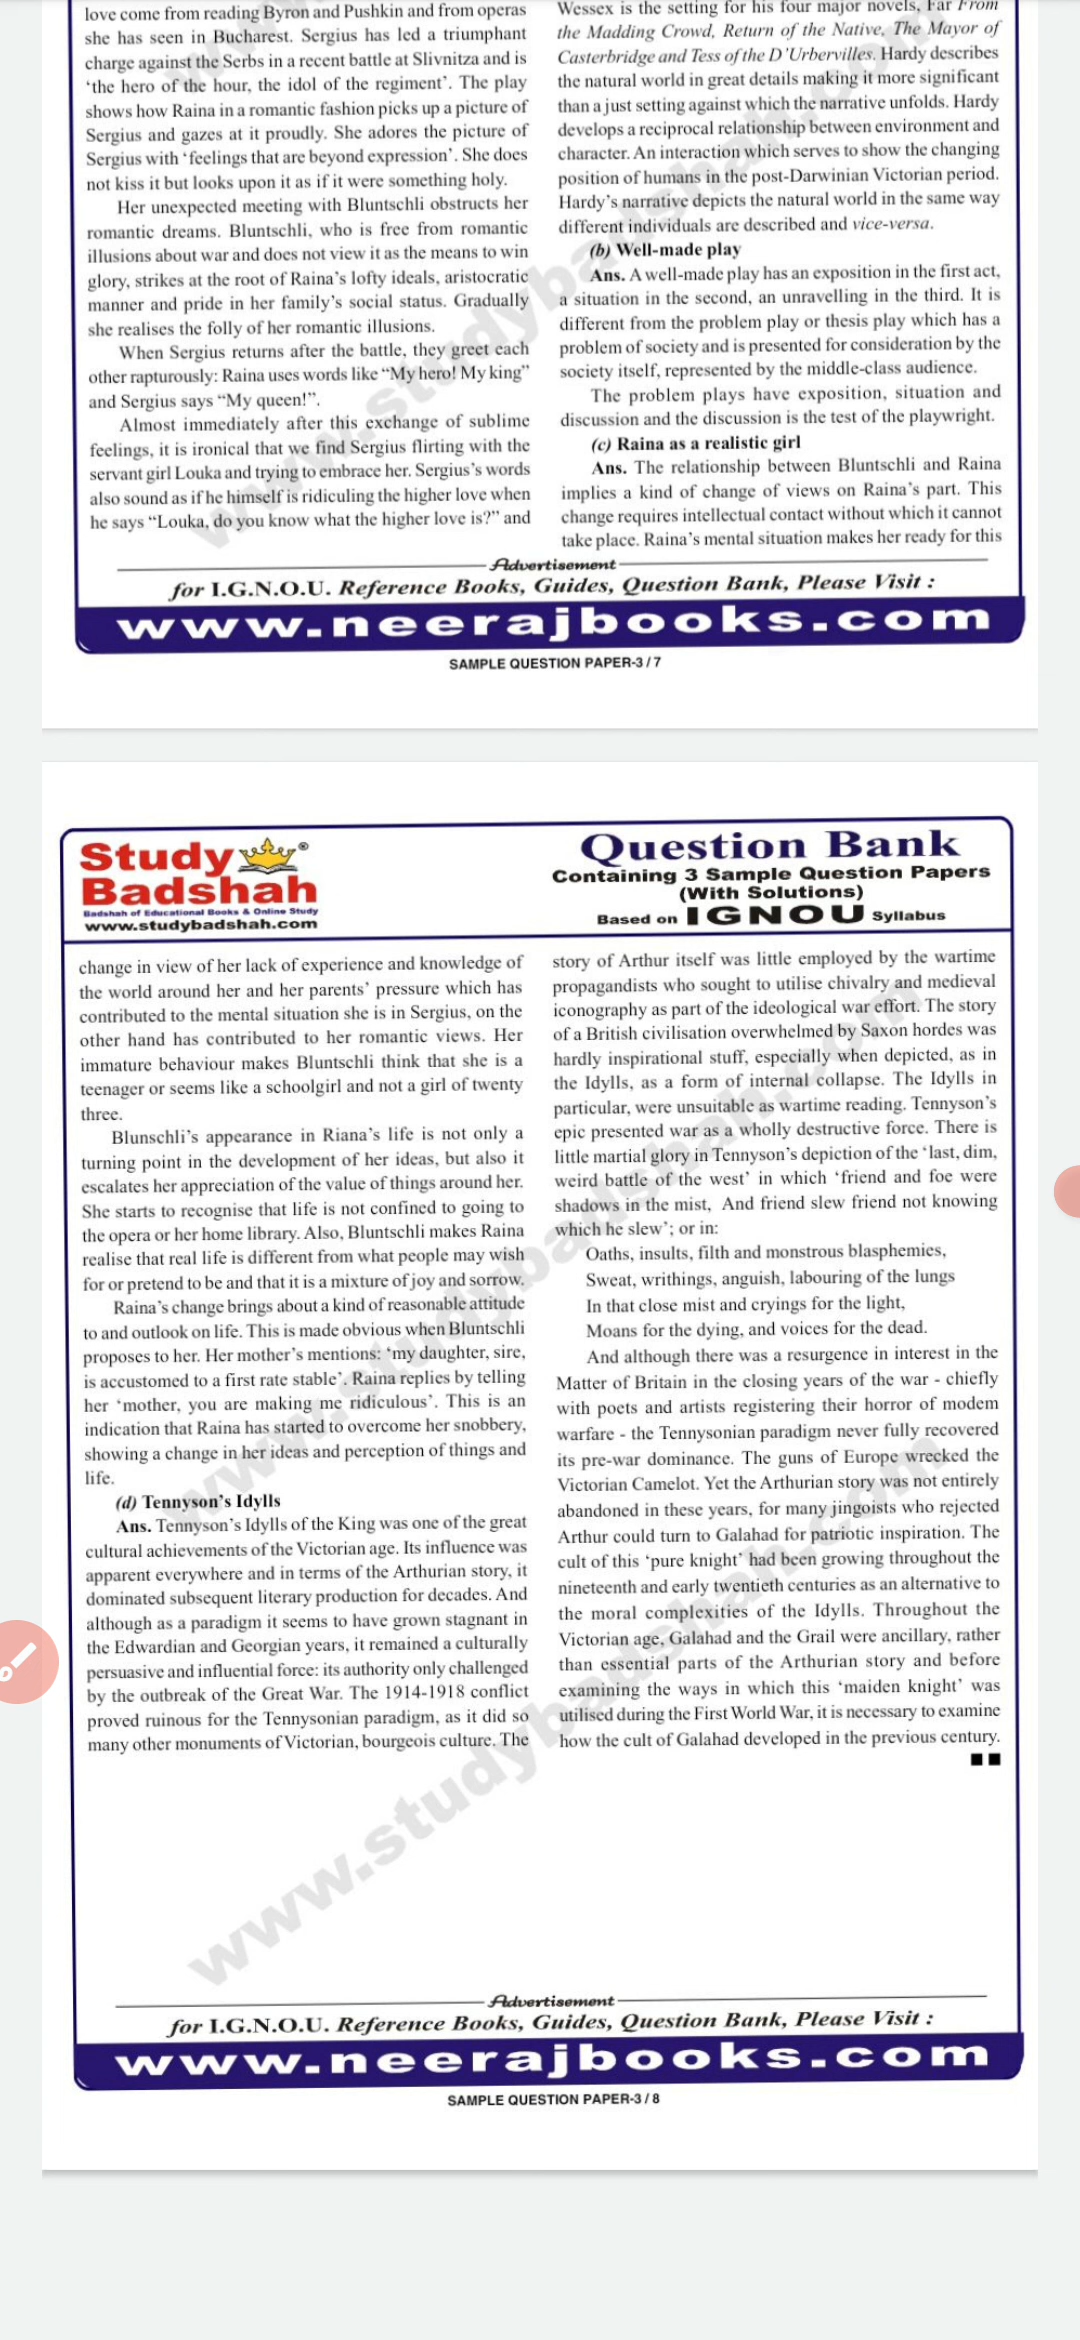 love come from reading Byron and Pushkin and from operas
she has seen in Bucharest. Sergius has led a triumphant
charge against the Serbs in a recent battle at Slivnitza and is
‘the hero of the hour, the idol of the regiment’. The play
shows how Raina in a romantic fashion picks up a picture of
Sergius and gazes at it proudly. She adores the picture of
Sergius with ‘feelings that are beyond expression’. She does
not kiss it but looks upon it as if it were something holy.
Her unexpected meeting with Bluntschli obstructs her
romantic dreams. Bluntschli, who is free from romantic
illusions about war and does not view it as the means to win
glory, strikes at the root of Raina’s lofty ideals, aristocratic
manner and pride in her family’s social status. Gradually
she realises the folly of her romantic illusions.
When Sergius returns after the battle, they greet each
other rapturously: Raina uses words like “My hero! My king”
and Sergius says “My queen!”.
Almost immediately after this exchange of sublime
feelings, it is ironical that we find Sergius flirting with the
servant girl Louka and trying to embrace her. Sergius’s words
also sound as if he himself is ridiculing the higher love when
he says “Louka, do you know what the higher love is?” and
Wessex is the setting for his four major novels, Far From
the Madding Crowd, Return of the Native, The Mayor of
Casterbridge and Tess of the D’Urbervilles. Hardy describes
the natural world in great details making it more significant
than a just setting against which the narrative unfolds. Hardy
develops a reciprocal relationship between environment and
character. An interaction which serves to show the changing
position of humans in the post-Darwinian Victorian period.
Hardy’s narrative depicts the natural world in the same way
different individuals are described and vice-versa.
(b) Well-made play
Ans. A well-made play has an exposition in the first act,
a situation in the second, an unravelling in the third. It is
different from the problem play or thesis play which has a
problem of society and is presented for consideration by the
society itself, represented by the middle-class audience.
The problem plays have exposition, situation and
discussion and the discussion is the test of the playwright.
(c) Raina as a realistic girl
Ans. The relationship between Bluntschli and Raina
implies a kind of change of views on Raina’s part. This
change requires intellectual contact without which it cannot
take place. Raina’s mental situation makes her ready for this
Advertisement
for I.G.N.O.U. Reference Books, Guides, Question Bank, Please Visit :
www.neerajbooks.com
SAMPLE QUESTION PAPER-3 / 7
Study
Badshah
®
Badshah of Educational Books & Online Study
www.studybadshah.com
Question Bank
Containing 3 Sample Question Papers
(With Solutions)
Based on IGNOU Syllabus
change in view of her lack of experience and knowledge of
the world around her and her parents’ pressure which has
contributed to the mental situation she is in Sergius, on the
other hand has contributed to her romantic views. Her
immature behaviour makes Bluntschli think that she is a
teenager or seems like a schoolgirl and not a girl of twenty
three.
Blunschli’s appearance in Riana’s life is not only a
turning point in the development of her ideas, but also it
escalates her appreciation of the value of things around her.
She starts to recognise that life is not confined to going to
the opera or her home library. Also, Bluntschli makes Raina
realise that real life is different from what people may wish
for or pretend to be and that it is a mixture of joy and sorrow.
Raina’s change brings about a kind of reasonable attitude
to and outlook on life. This is made obvious when Bluntschli
proposes to her. Her mother’s mentions: ‘my daughter, sire,
is accustomed to a first rate stable’. Raina replies by telling
her ‘mother, you are making me ridiculous’. This is an
indication that Raina has started to overcome her snobbery,
showing a change in her ideas and perception of things and
life.
(d) Tennyson’s Idylls
Ans. Tennyson’s Idylls of the King was one of the great
cultural achievements of the Victorian age. Its influence was
apparent everywhere and in terms of the Arthurian story, it
dominated subsequent literary production for decades. And
although as a paradigm it seems to have grown stagnant in
the Edwardian and Georgian years, it remained a culturally
persuasive and influential force: its authority only challenged
by the outbreak of the Great War. The 1914-1918 conflict
proved ruinous for the Tennysonian paradigm, as it did so
many other monuments of Victorian, bourgeois culture. The
story of Arthur itself was little employed by the wartime
propagandists who sought to utilise chivalry and medieval
iconography as part of the ideological war effort. The story
of a British civilisation overwhelmed by Saxon hordes was
hardly inspirational stuff, especially when depicted, as in
the Idylls, as a form of internal collapse. The Idylls in
particular, were unsuitable as wartime reading. Tennyson’s
epic presented war as a wholly destructive force. There is
little martial glory in Tennyson’s depiction of the ‘last, dim,
weird battle of the west’ in which ‘friend and foe were
shadows in the mist, And friend slew friend not knowing
which he slew’; or in:
Oaths, insults, filth and monstrous blasphemies,
Sweat, writhings, anguish, labouring of the lungs
In that close mist and cryings for the light,
Moans for the dying, and voices for the dead.
And although there was a resurgence in interest in the
Matter of Britain in the closing years of the war - chiefly
with poets and artists registering their horror of modem
warfare - the Tennysonian paradigm never fully recovered
its pre-war dominance. The guns of Europe wrecked the
Victorian Camelot. Yet the Arthurian story was not entirely
abandoned in these years, for many jingoists who rejected
Arthur could turn to Galahad for patriotic inspiration. The
cult of this ‘pure knight’ had been growing throughout the
nineteenth and early twentieth centuries as an alternative to
the moral complexities of the Idylls. Throughout the
Victorian age, Galahad and the Grail were ancillary, rather
than essential parts of the Arthurian story and before
examining the ways in which this ‘maiden knight’ was
utilised during the First World War, it is necessary to examine
how the cult of Galahad developed in the previous century.
www.studybadshah.com
Advertisement
for I.G.N.O.U. Reference Books, Guides, Question Bank, Please Visit :
www.neerajbooks.com
SAMPLE QUESTION PAPER-3 / 8